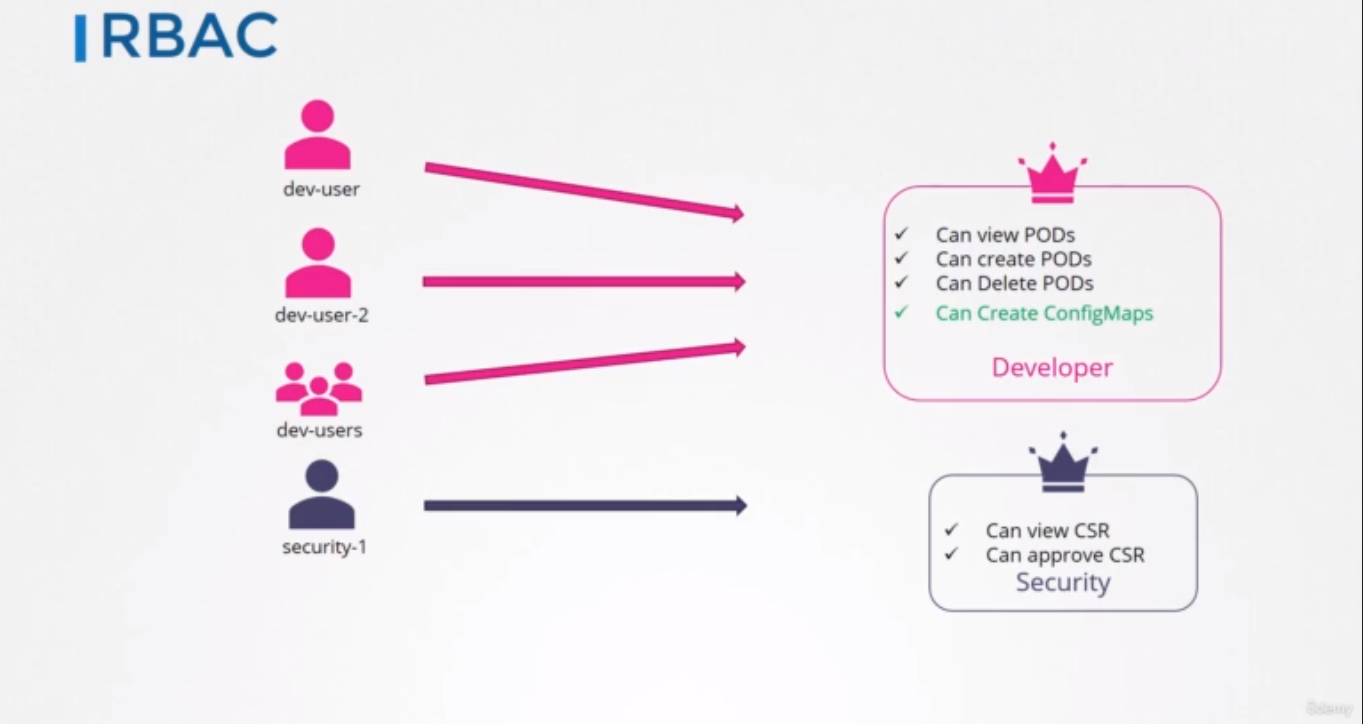 RBAC
dev-user
dev-user-2
dev-users
security-1
✓ Can view PODs
✓ Can create PODs
✓ Can Delete PODs
✓ Can Create ConfigMaps
Developer
✓ Can view CSR
✓ Can approve CSR
Security
ûdemy